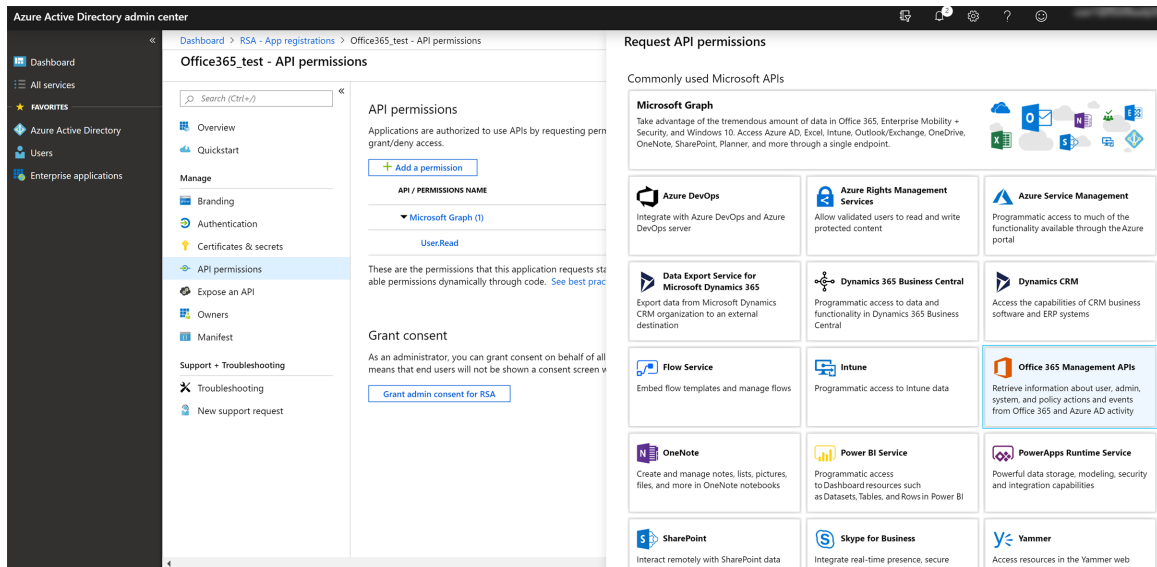 Azure Active Directory admin center
2
?
«
Dashboard
All services
FAVORITES
Azure Active Directory
Users
Enterprise applications
Dashboard > RSA - App registrations > Office365_test - API permissions
Office365_test - API permissions
Search (Ctrl+/)
«
Overview
Quickstart
Manage
Branding
Authentication
Certificates & secrets
API permissions
Expose an API
Owners
Manifest
Support + Troubleshooting
Troubleshooting
New support request
API permissions
Applications are authorized to use APIs by requesting perm
grant/deny access.
+ Add a permission
API / PERMISSIONS NAME
Microsoft Graph (1)
User.Read
These are the permissions that this application requests sta
able permissions dynamically through code. See best prac
Grant consent
As an administrator, you can grant consent on behalf of all
means that end users will not be shown a consent screen w
Grant admin consent for RSA
Request API permissions
Commonly used Microsoft APIs
Microsoft Graph
Take advantage of the tremendous amount of data in Office 365, Enterprise Mobility +
Security, and Windows 10. Access Azure AD, Excel, Intune, Outlook/Exchange, OneDrive,
OneNote, SharePoint, Planner, and more through a single endpoint.
Azure DevOps
Integrate with Azure DevOps and Azure
DevOps server
Azure Rights Management
Services
Allow validated users to read and write
protected content
Azure Service Management
Programmatic access to much of the
functionality available through the Azure
portal
Data Export Service for
Microsoft Dynamics 365
Export data from Microsoft Dynamics
CRM organization to an external
destination
Dynamics 365 Business Central
Programmatic access to data and
functionality in Dynamics 365 Business
Central
Dynamics CRM
Access the capabilities of CRM business
software and ERP systems
Flow Service
Embed flow templates and manage flows
Intune
Programmatic access to Intune data
Office 365 Management APIs
Retrieve information about user, admin,
system, and policy actions and events
from Office 365 and Azure AD activity
OneNote
Create and manage notes, lists, pictures,
files, and more in OneNote notebooks
Power BI Service
Programmatic access
to Dashboard resources such
as Datasets, Tables, and Rows in Power BI
PowerApps Runtime Service
Powerful data storage, modeling, security
and integration capabilities
SharePoint
Interact remotely with SharePoint data
Skype for Business
Integrate real-time presence, secure
Yammer
Access resources in the Yammer web